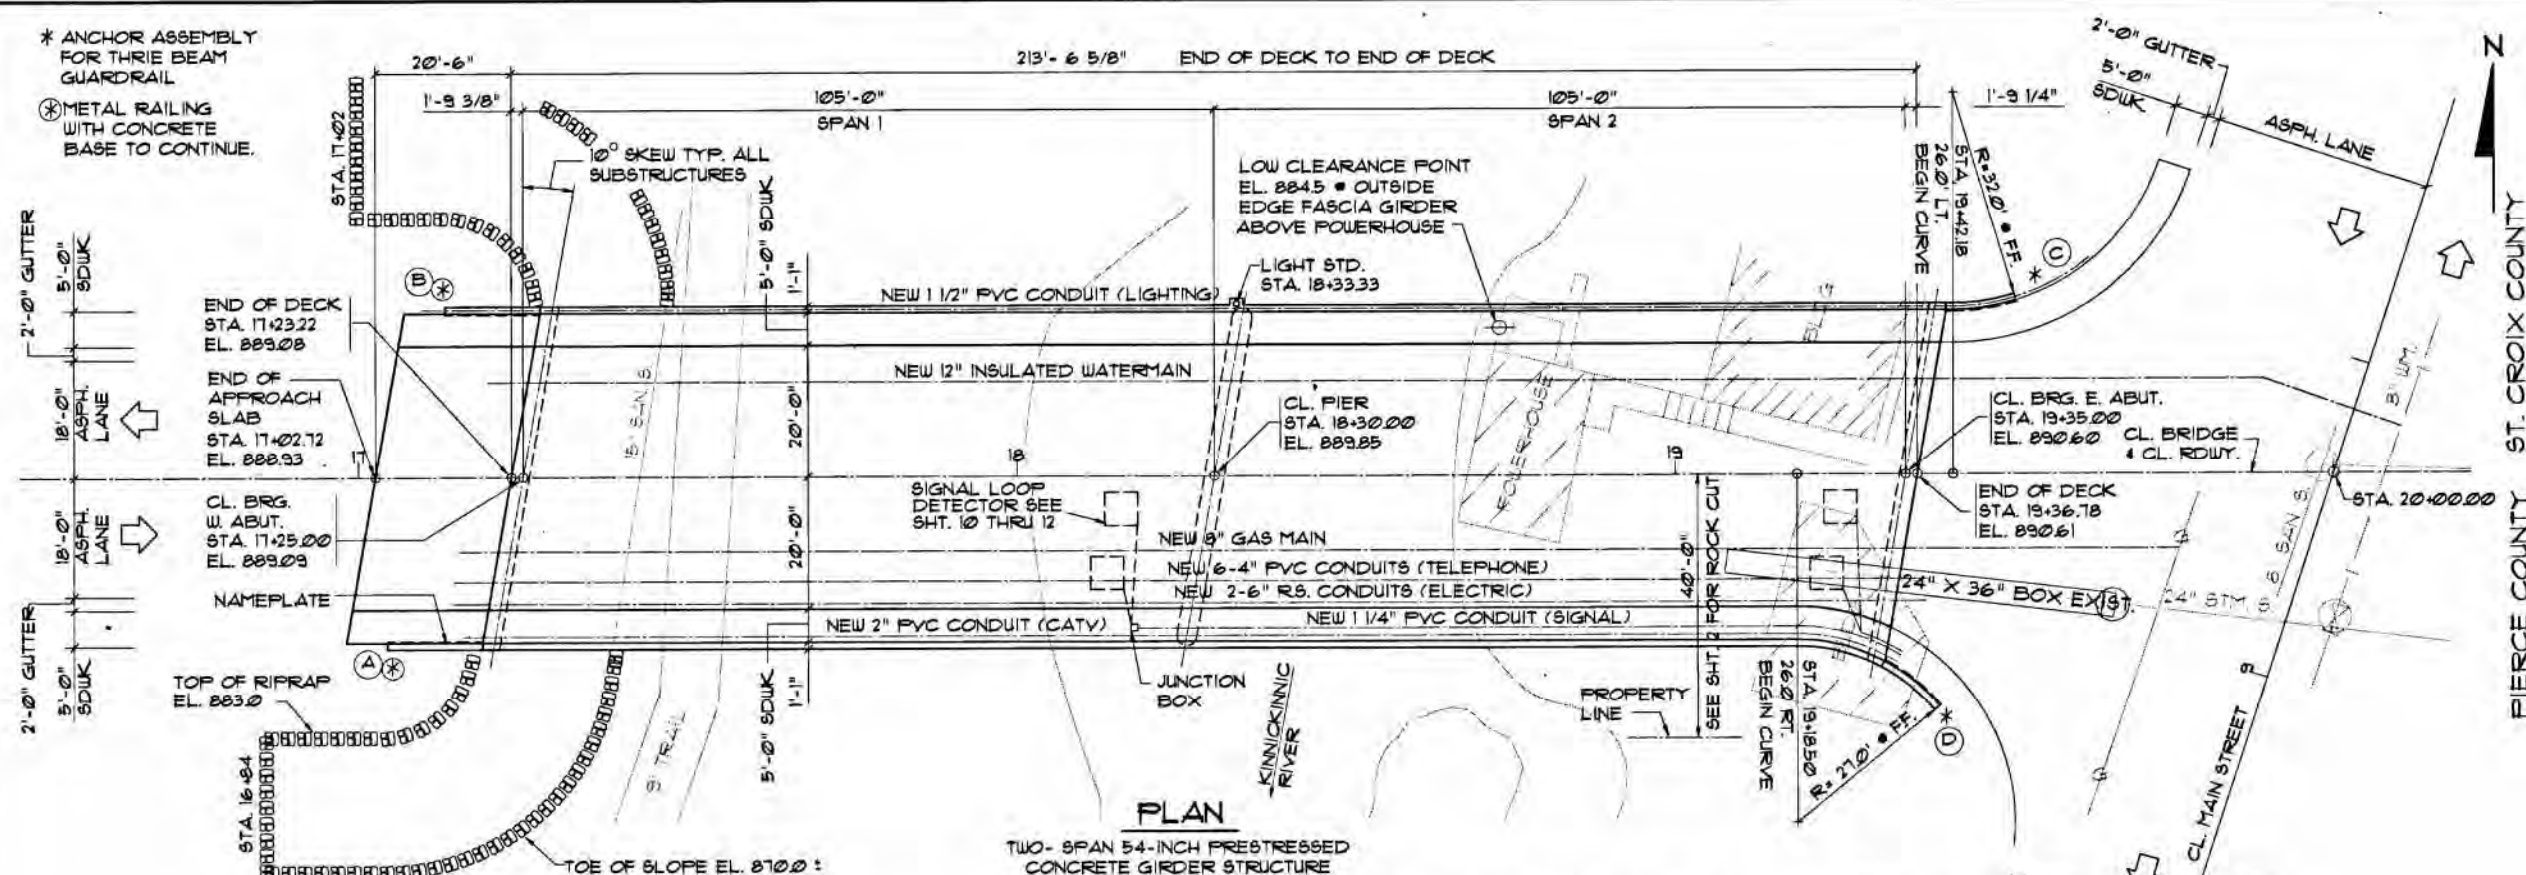 * ANCHOR ASSEMBLY
FOR THRIE BEAM
GUARDRAIL
* METAL RAILING
WITH CONCRETE
BASE TO CONTINUE.
20'-6"
213'- 6 5/8" END OF DECK TO END OF DECK
1'-9 3/8"
105'-0"
SPAN 1
105'-0"
SPAN 2
1'-9 1/4"
2'-0" GUTTER
5'-0"
SDWK
ASPH. LANE
N
STA. 17+02
10° SKEW TYP. ALL
SUBSTRUCTURES
5'-0" SDWK
1'-1"
LOW CLEARANCE POINT
EL. 884.5 @ OUTSIDE
EDGE FASCIA GIRDER
ABOVE POWERHOUSE
LIGHT STD.
STA. 18+33.33
STA. 19+42.18
26.0' LT.
BEGIN CURVE
R=32.0' @ F.F.
* C
2'-0" GUTTER
5'-0"
SDWK
B *
NEW 1 1/2" PVC CONDUIT (LIGHTING)
END OF DECK
STA. 17+23.22
EL. 889.08
END OF
APPROACH
SLAB
STA. 17+02.72
EL. 888.93
18'-0"
ASPH.
LANE
NEW 12" INSULATED WATERMAIN
15" SAN. S.
20'-0"
CL. PIER
STA. 18+30.00
EL. 889.85
POWERHOUSE
CL. BRG. E. ABUT.
STA. 19+35.00
EL. 890.60
CL. BRIDGE
& CL. RDWY.
3" WM.
ST. CROIX COUNTY
17
18
19
CL. BRG.
W. ABUT.
STA. 17+25.00
EL. 889.09
18'-0"
ASPH.
LANE
20'-0"
SIGNAL LOOP
DETECTOR SEE
SHT. 10 THRU 12
END OF DECK
STA. 19+36.78
EL. 890.61
STA. 20+00.00
NEW 8" GAS MAIN
NEW 6-4" PVC CONDUITS (TELEPHONE)
NEW 2-6" R.S. CONDUITS (ELECTRIC)
40'-0"
SEE SHT. 2 FOR ROCK CUT
24" X 36" BOX EXIST.
24" STM. S.
SAN S.
NAMEPLATE
NEW 2" PVC CONDUIT (CATV)
NEW 1 1/4" PVC CONDUIT (SIGNAL)
2'-0" GUTTER
5'-0"
SDWK
A *
TOP OF RIPRAP
EL. 883.0
5'-0" SDWK
1'-1"
JUNCTION
BOX
KINNICKINNIC
RIVER
PROPERTY
LINE
STA. 19+18.50
26.0 RT.
BEGIN CURVE
R= 27.0' @ F.F.
* D
PIERCE COUNTY
STA. 16+84
8' TRAIL
CL. MAIN STREET
9
TOE OF SLOPE EL. 870.0 ±
PLAN
TWO- SPAN 54-INCH PRESTRESSED
CONCRETE GIRDER STRUCTURE